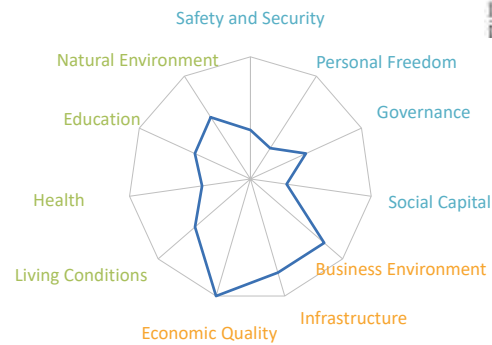 Safety and Security
Natural Environment
Personal Freedom
Education
Governance
Health
Social Capital
Living Conditions
Business Environment
Economic Quality
Infrastructure